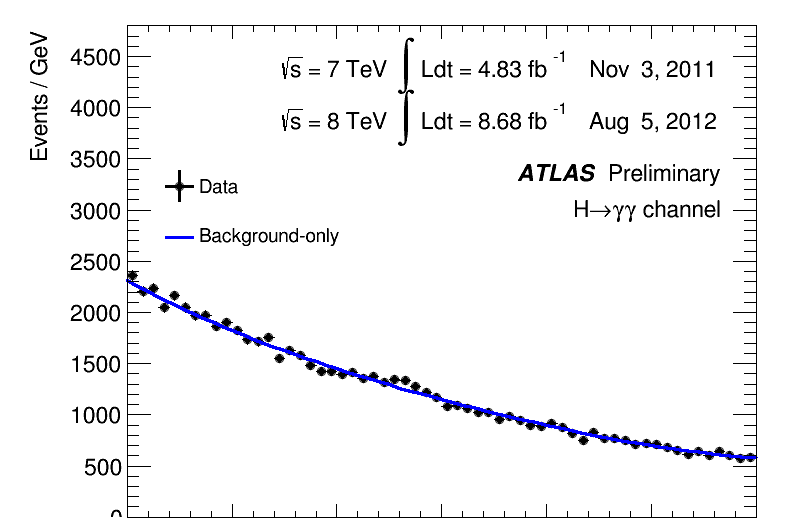 Events / GeV
4500
4000
3500
3000
2500
2000
1500
1000
500
0
√s = 7 TeV ∫ Ldt = 4.83 fb⁻¹ Nov 3, 2011
√s = 8 TeV ∫ Ldt = 8.68 fb⁻¹ Aug 5, 2012
ATLAS Preliminary
H→γγ channel
Data
Background-only